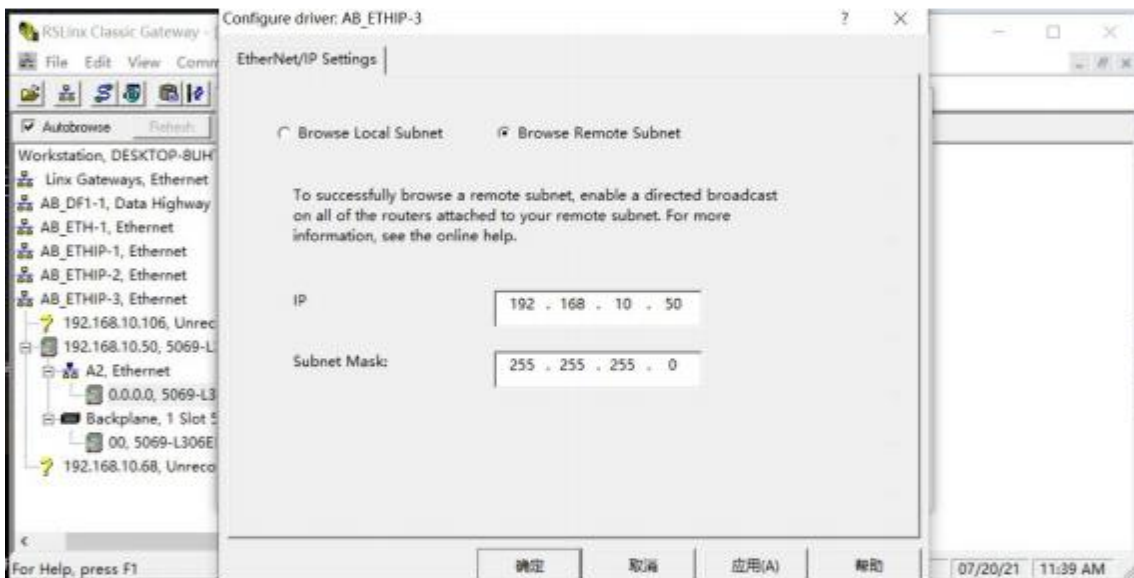 RSLinx Classic Gateway - [
File Edit View Comm
Autobrowse Refresh
Workstation, DESKTOP-8UH
Linx Gateways, Ethernet
AB_DF1-1, Data Highway
AB_ETH-1, Ethernet
AB_ETHIP-1, Ethernet
AB_ETHIP-2, Ethernet
AB_ETHIP-3, Ethernet
192.168.10.106, Unrec
192.168.10.50, 5069-L
A2, Ethernet
0.0.0.0, 5069-L3
Backplane, 1 Slot 5
00, 5069-L306E
192.168.10.68, Unreco
For Help, press F1
Configure driver: AB_ETHIP-3
EtherNet/IP Settings
Browse Local Subnet Browse Remote Subnet
To successfully browse a remote subnet, enable a directed broadcast
on all of the routers attached to your remote subnet. For more
information, see the online help.
IP 192 . 168 . 10 . 50
Subnet Mask: 255 . 255 . 255 . 0
确定 取消 应用(A) 帮助
07/20/21 11:39 AM